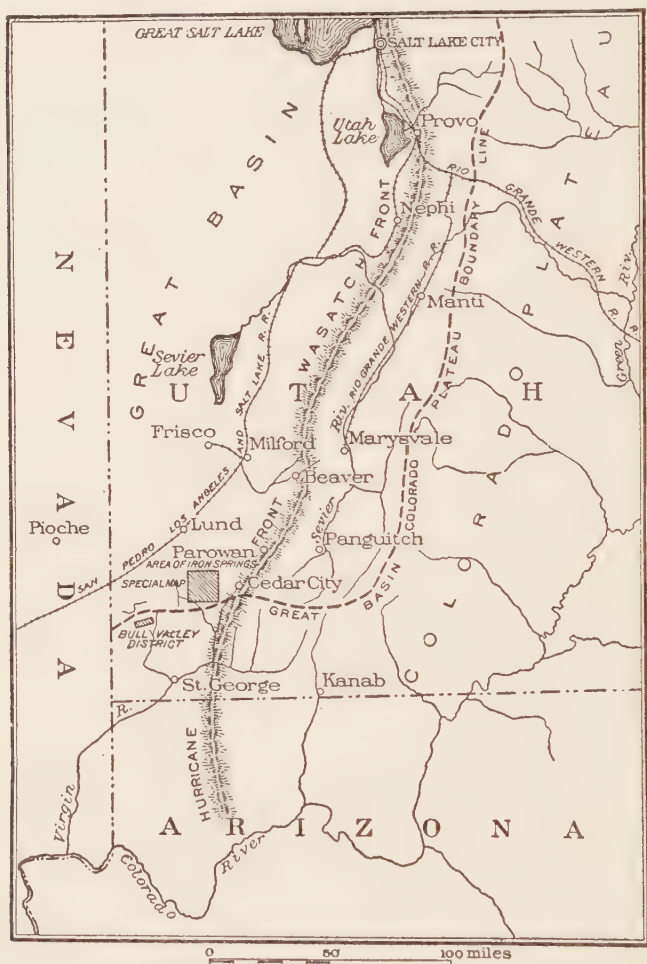 GREAT SALT LAKE
SALT LAKE CITY
Utah
Lake
Provo
GREAT BASIN
NEVADA
UTAH
COLORADO PLATEAU
RIO GRANDE WESTERN R. R.
Green Riv.
Nephi
WASATCH FRONT
Manti
RIO GRANDE WESTERN R. R.
Riv.
Sevier
Lake
SAN PEDRO LOS ANGELES AND SALT LAKE R.R.
Frisco
Milford
Marysvale
Beaver
Pioche
Lund
Sevier
Panguitch
Parowan
AREA OF IRON SPRINGS
SPECIAL MAP
Cedar City
GREAT BASIN COLORADO PLATEAU BOUNDARY LINE
BULL VALLEY
DISTRICT
St. George
Kanab
HURRICANE FRONT
Virgin R.
ARIZONA
Colorado River
0 50 100 miles